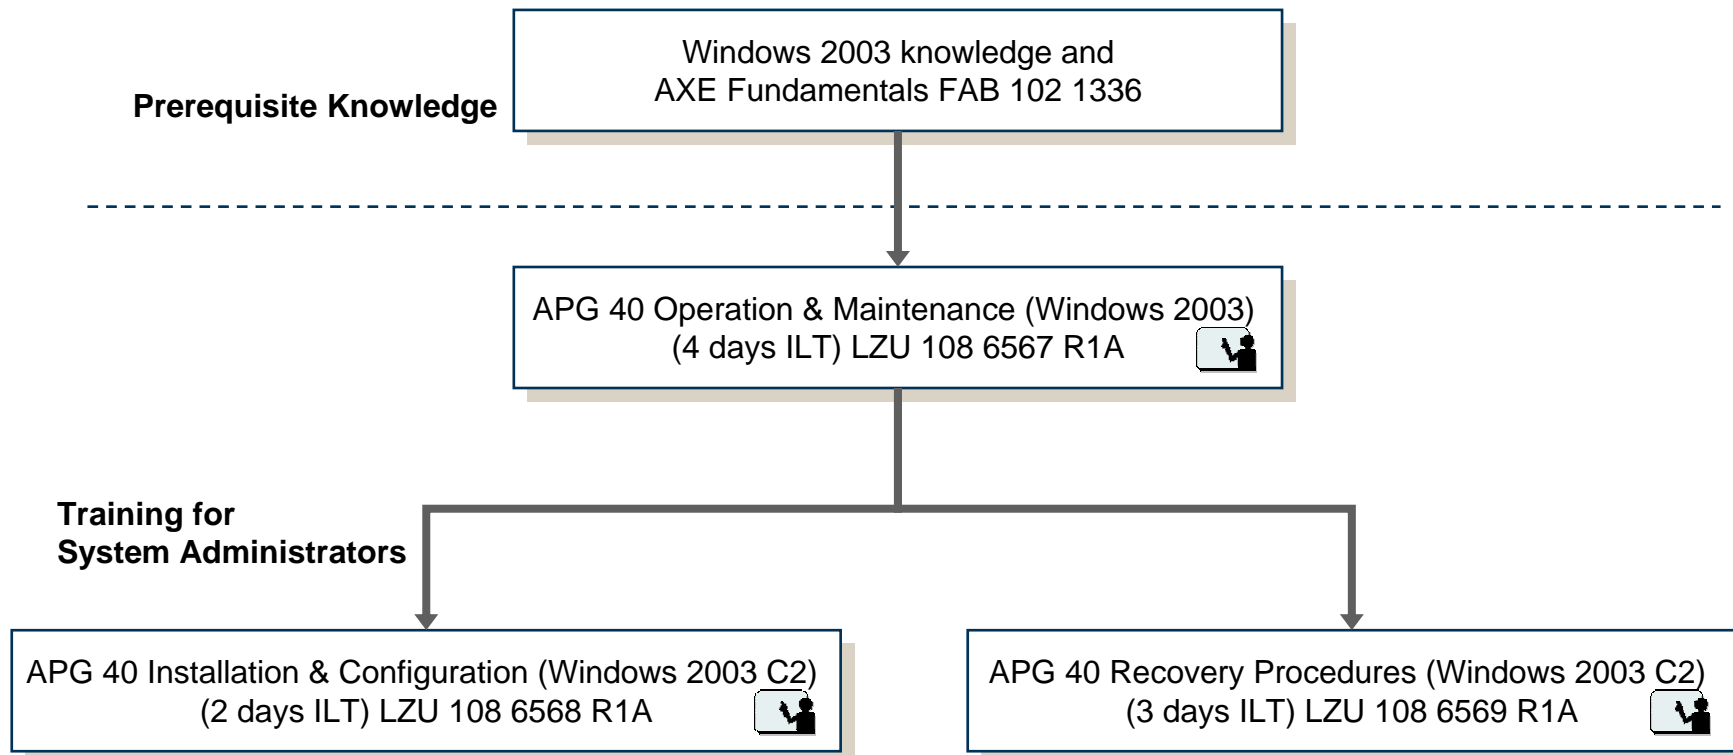 Windows 2003 knowledge and
AXE Fundamentals FAB 102 1336
Prerequisite Knowledge
APG 40 Operation & Maintenance (Windows 2003)
(4 days ILT) LZU 108 6567 R1A
Training for
System Administrators
APG 40 Installation & Configuration (Windows 2003 C2)
(2 days ILT) LZU 108 6568 R1A
APG 40 Recovery Procedures (Windows 2003 C2)
(3 days ILT) LZU 108 6569 R1A